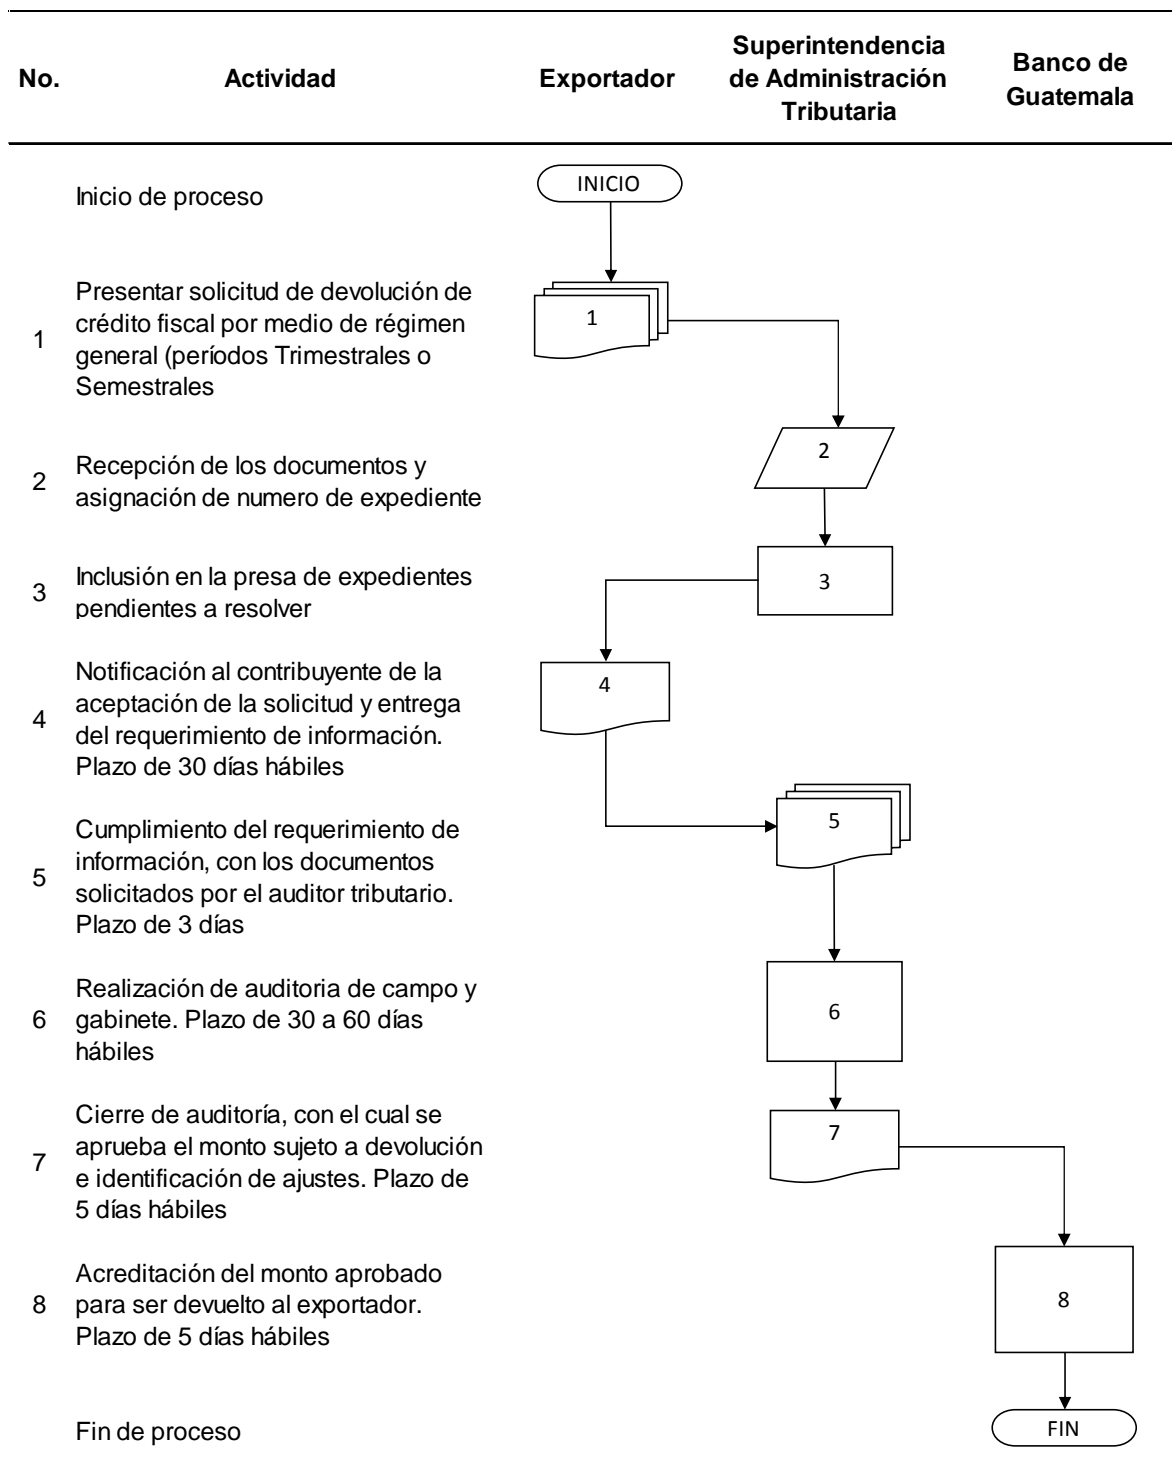 No.
Actividad
Exportador
Superintendencia
de Administración
Tributaria
Banco de
Guatemala
Inicio de proceso
INICIO
1
Presentar solicitud de devolución de
crédito fiscal por medio de régimen
general (períodos Trimestrales o
Semestrales
1
2
Recepción de los documentos y
asignación de numero de expediente
2
3
Inclusión en la presa de expedientes
pendientes a resolver
3
4
Notificación al contribuyente de la
aceptación de la solicitud y entrega
del requerimiento de información.
Plazo de 30 días hábiles
4
5
Cumplimiento del requerimiento de
información, con los documentos
solicitados por el auditor tributario.
Plazo de 3 días
5
6
Realización de auditoria de campo y
gabinete. Plazo de 30 a 60 días
hábiles
6
7
Cierre de auditoría, con el cual se
aprueba el monto sujeto a devolución
e identificación de ajustes. Plazo de
5 días hábiles
7
8
Acreditación del monto aprobado
para ser devuelto al exportador.
Plazo de 5 días hábiles
8
Fin de proceso
FIN